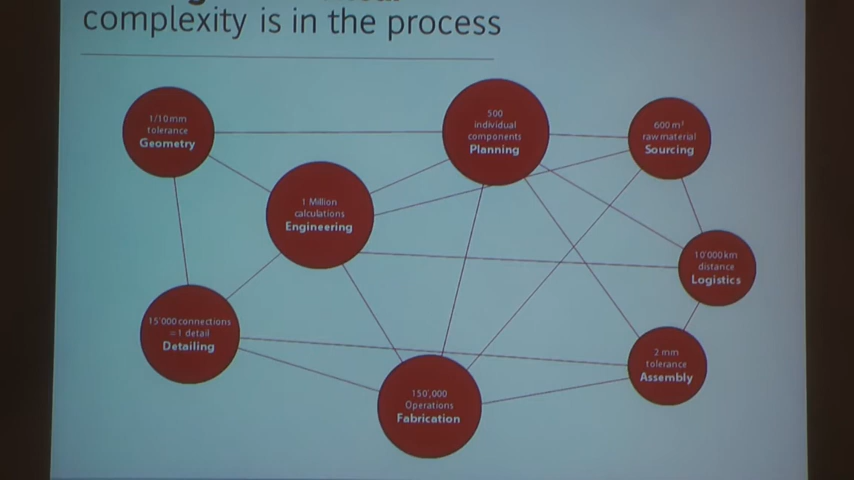 complexity is in the process
1/10mm
tolerance
Geometry
500
individual
components
Planning
600 m³
raw material
Sourcing
1 Million
calculations
Engineering
10'000km
distance
Logistics
15'000 connections
=1 detail
Detailing
2 mm
tolerance
Assembly
150',000
Operations
Fabrication